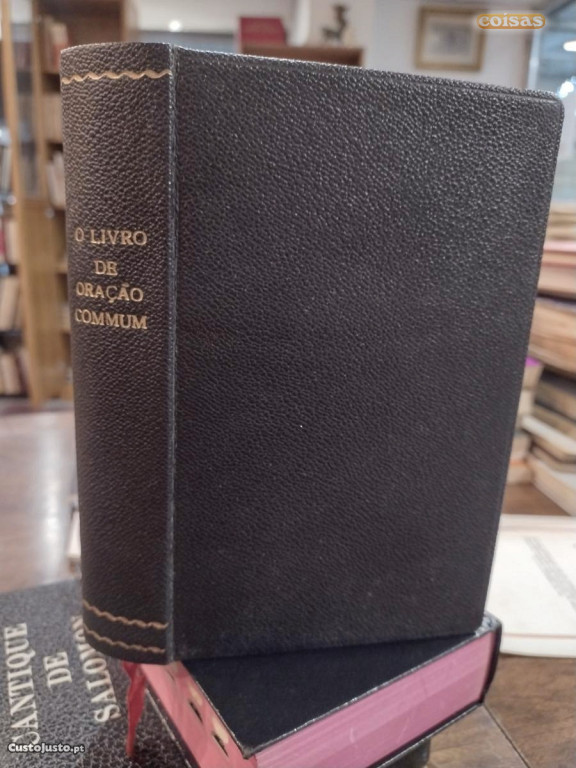 coisas
O LIVRO
DE
ORAÇÃO
COMMUM
CANTIQUE
DE
SALOMON
CustoJusto.pt